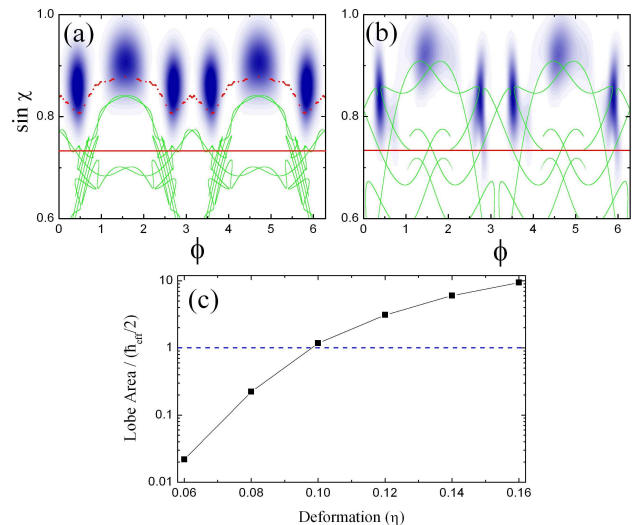 (a) (b)
sin χ
1.0
0.8
0.6
0 1 2 3 4 5 6 0 1 2 3 4 5 6
ϕ ϕ
(c)
Lobe Area / (ħeff/2)
10
1
0.1
0.01
0.06 0.08 0.10 0.12 0.14 0.16
Deformation (η)